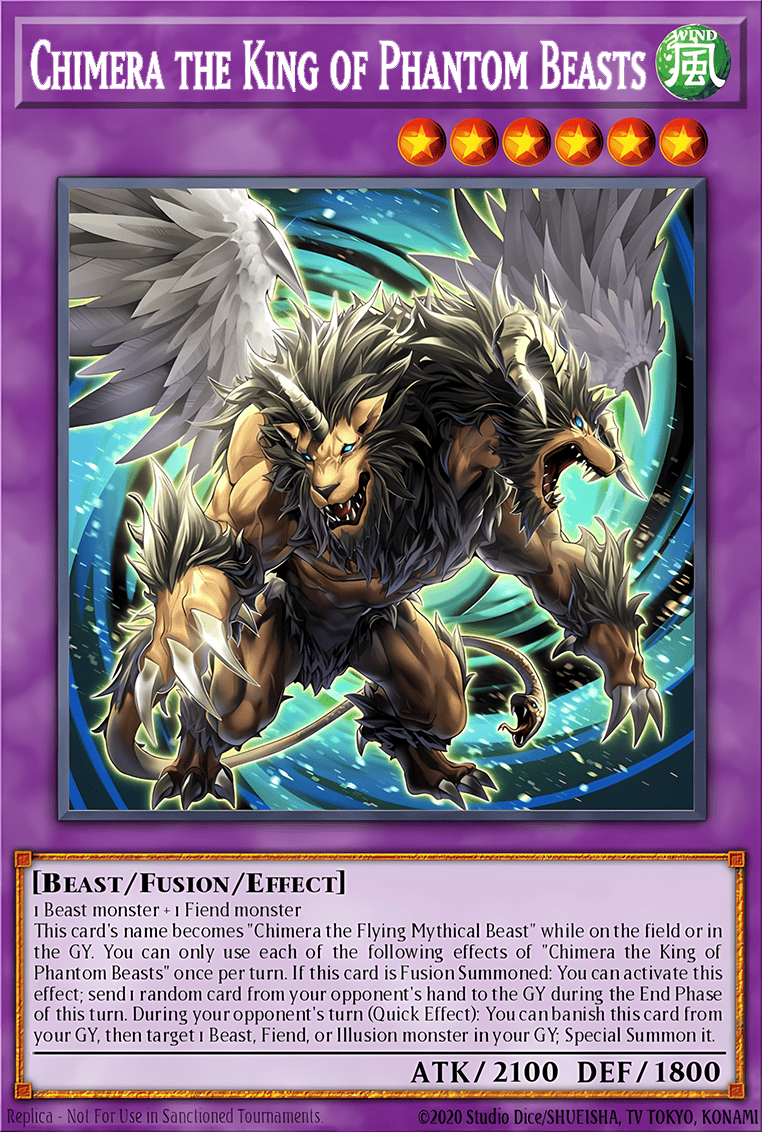 Chimera the King of Phantom Beasts
WIND
風
[Beast/Fusion/Effect]
1 Beast monster + 1 Fiend monster
This card's name becomes "Chimera the Flying Mythical Beast" while on the field or in
the GY. You can only use each of the following effects of "Chimera the King of
Phantom Beasts" once per turn. If this card is Fusion Summoned: You can activate this
effect; send 1 random card from your opponent's hand to the GY during the End Phase
of this turn. During your opponent's turn (Quick Effect): You can banish this card from
your GY, then target 1 Beast, Fiend, or Illusion monster in your GY; Special Summon it.
ATK/2100 DEF/1800
Replica - Not For Use in Sanctioned Tournaments.
©2020 Studio Dice/SHUEISHA, TV TOKYO, KONAMI